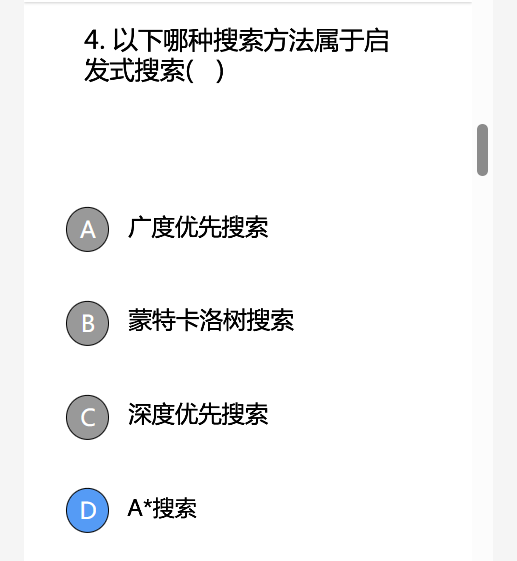 4. 以下哪种搜索方法属于启
发式搜索(   )
A 广度优先搜索
B 蒙特卡洛树搜索
C 深度优先搜索
D A*搜索